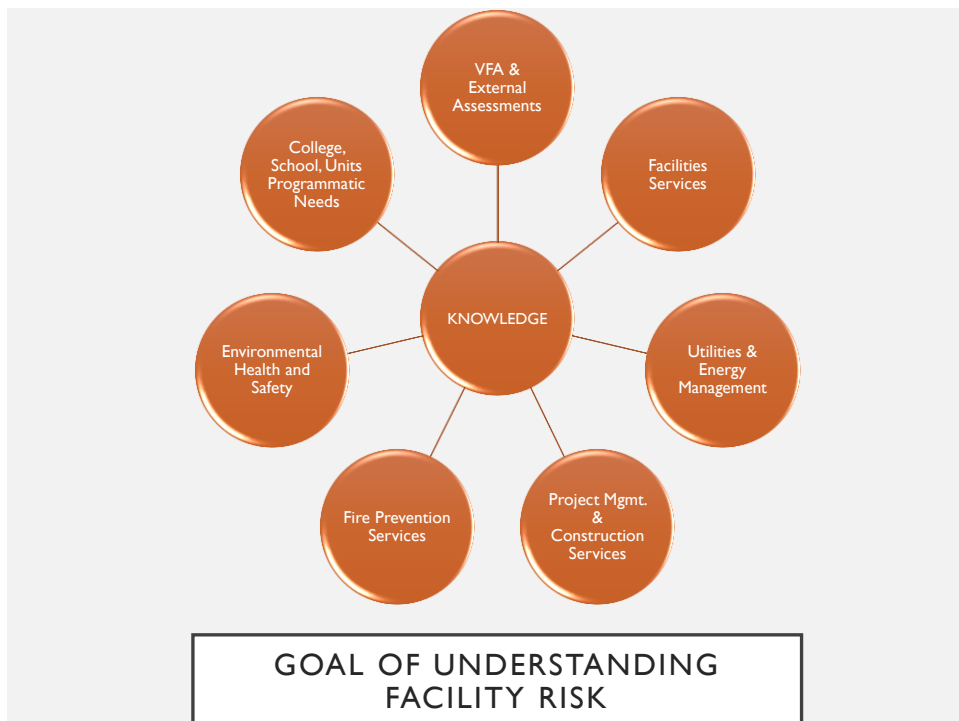 VFA &
External
Assessments
Facilities
Services
Utilities &
Energy
Management
Project Mgmt.
&
Construction
Services
Fire Prevention
Services
Environmental
Health and
Safety
College,
School, Units
Programmatic
Needs
KNOWLEDGE
GOAL OF UNDERSTANDING
FACILITY RISK